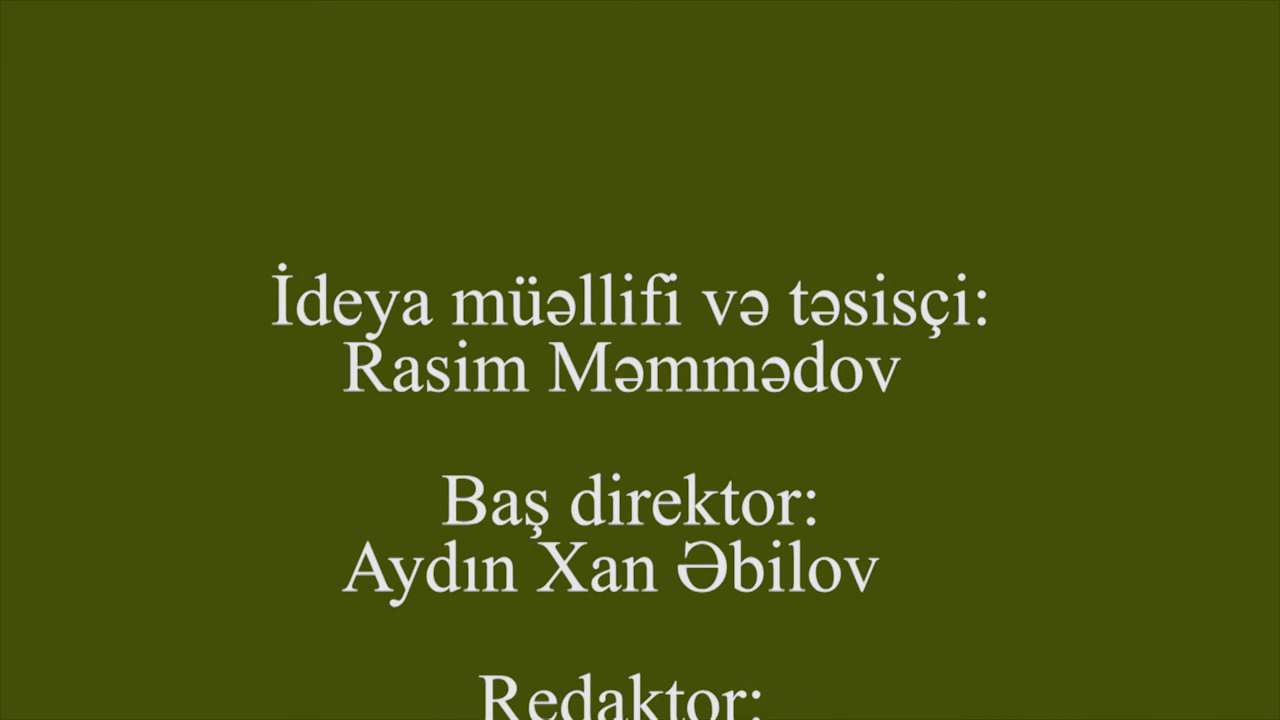 İdeya müəllifi və təsisçi:
Rasim Məmmədov
Baş direktor:
Aydın Xan Əbilov
Redaktor: